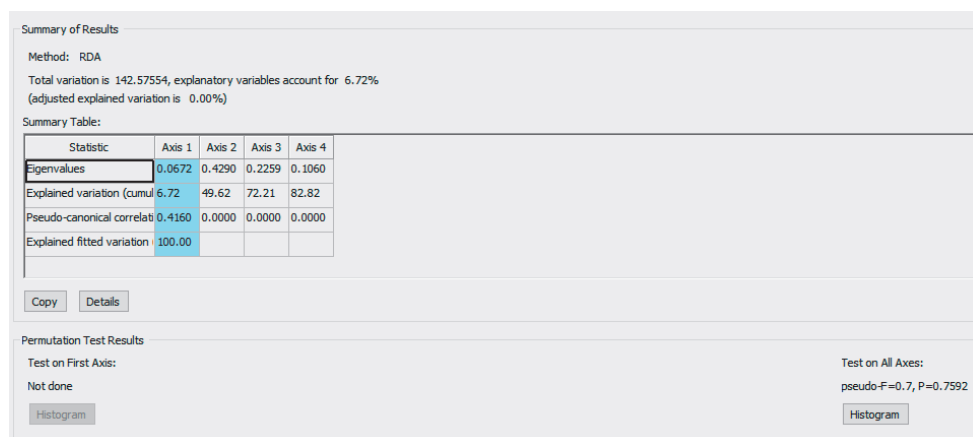 Summary of Results
Method: RDA
Total variation is 142.57554, explanatory variables account for 6.72%
(adjusted explained variation is 0.00%)
Summary Table:
Statistic Axis 1 Axis 2 Axis 3 Axis 4
Eigenvalues 0.0672 0.4290 0.2259 0.1060
Explained variation (cumul 6.72 49.62 72.21 82.82
Pseudo-canonical correlati 0.4160 0.0000 0.0000 0.0000
Explained fitted variation ( 100.00
Copy Details
Permutation Test Results
Test on First Axis: Test on All Axes:
Not done pseudo-F=0.7, P=0.7592
Histogram Histogram